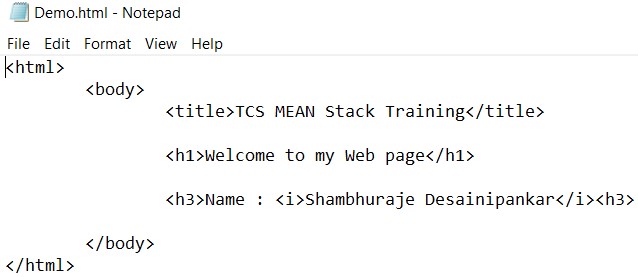 Demo.html - Notepad
File Edit Format View Help
<html>
<body>
<title>TCS MEAN Stack Training</title>
<h1>Welcome to my Web page</h1>
<h3>Name : <i>Shambhuraje Desainipankar</i><h3>
</body>
</html>